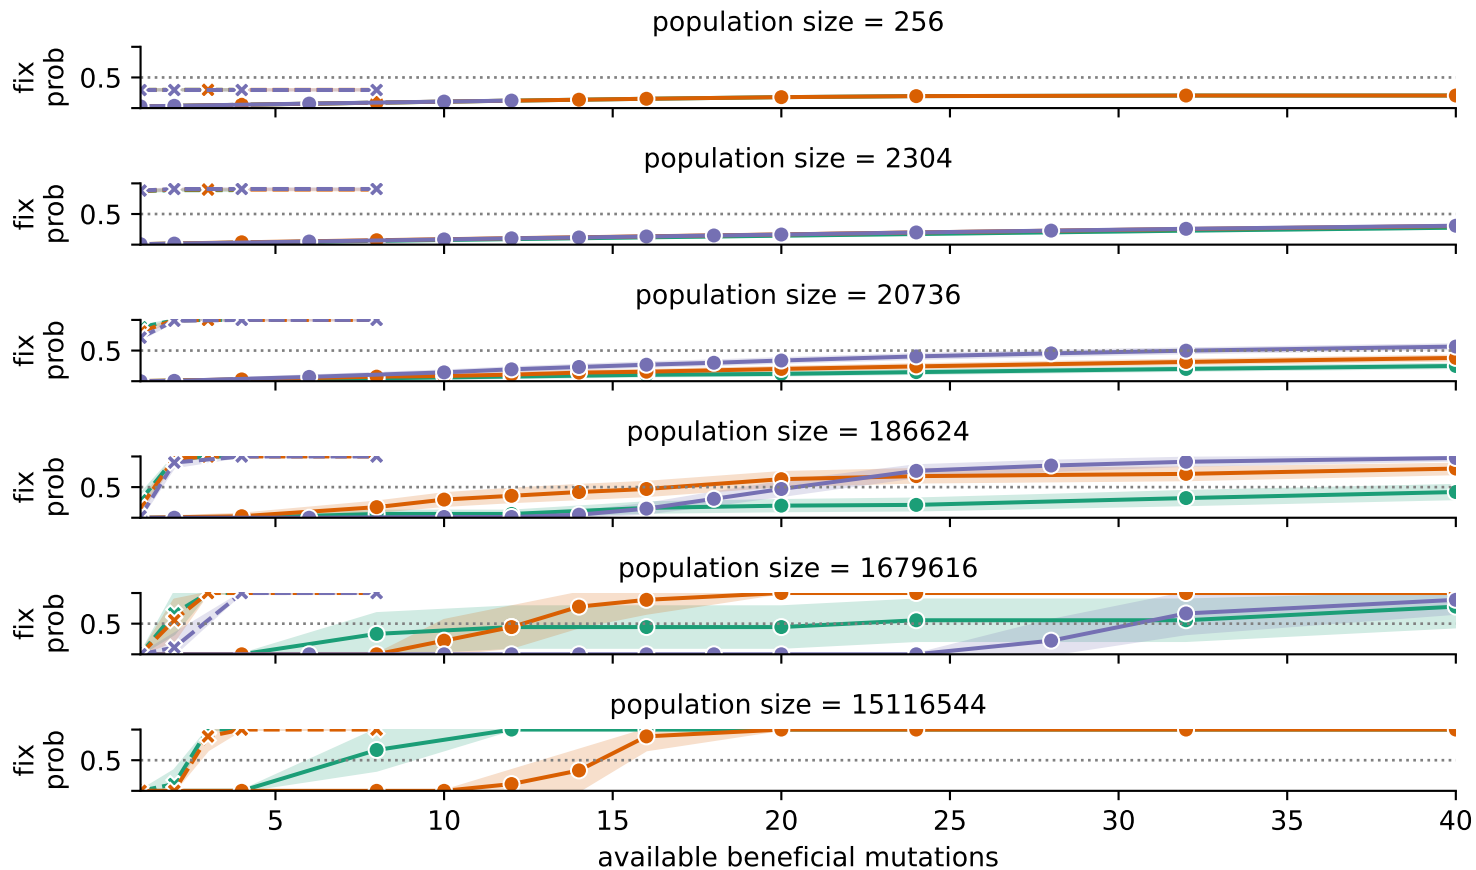 population size = 256
fix
prob
0.5
population size = 2304
fix
prob
0.5
population size = 20736
fix
prob
0.5
population size = 186624
fix
prob
0.5
population size = 1679616
fix
prob
0.5
population size = 15116544
fix
prob
0.5
5 10 15 20 25 30 35 40
available beneficial mutations